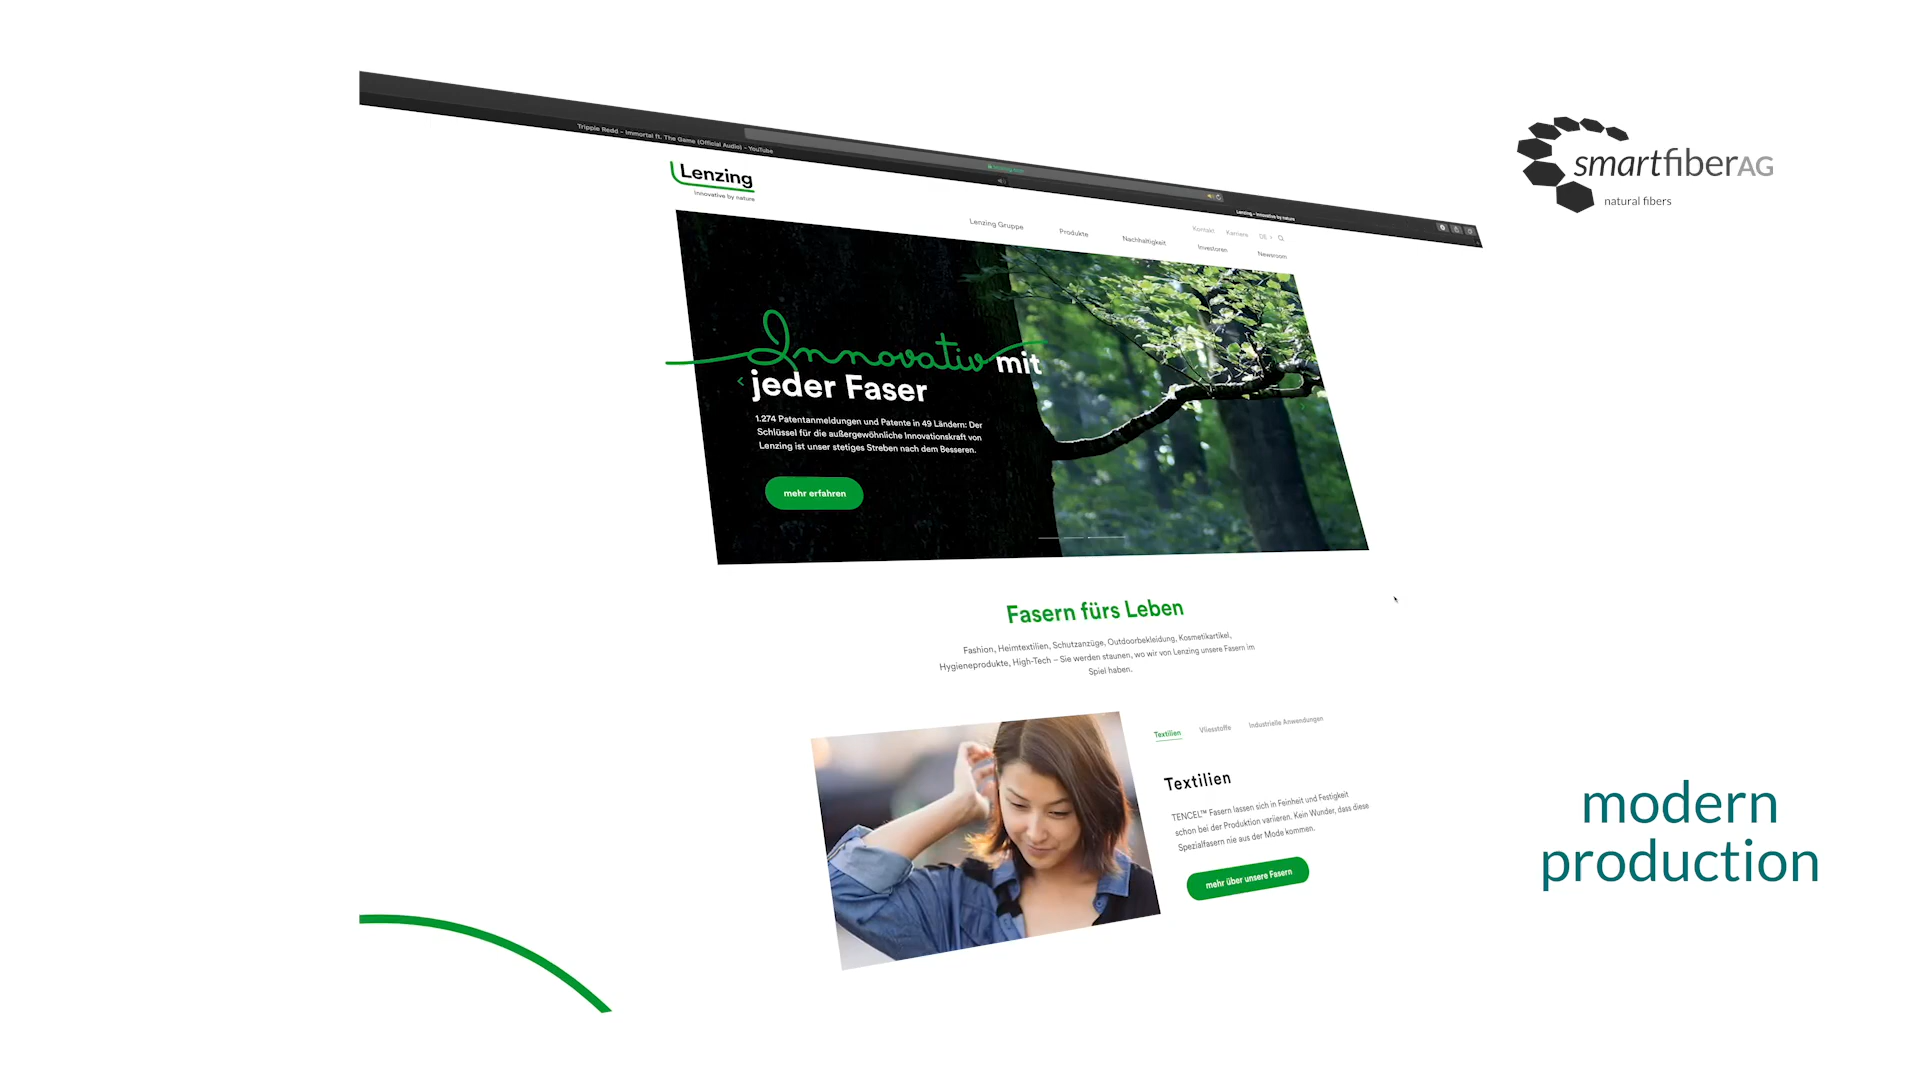 Trippie Redd – Immortal ft. The Game (Official Audio) – YouTube
Lenzing – Innovative by nature
Lenzing
Innovative by nature
Kontakt Karriere DE
Lenzing Gruppe Produkte Nachhaltigkeit Investoren Newsroom
smartfiberAG
natural fibers
Innovativ mit
jeder Faser
1.274 Patentanmeldungen und Patente in 49 Ländern: Der
Schlüssel für die außergewöhnliche Innovationskraft von
Lenzing ist unser stetiges Streben nach dem Besseren.
mehr erfahren
Fasern fürs Leben
Fashion, Heimtextilien, Schutzanzüge, Outdoorbekleidung, Kosmetikartikel,
Hygieneprodukte, High-Tech – Sie werden staunen, wo wir von Lenzing unsere Fasern im
Spiel haben.
Textilien Vliesstoffe Industrielle Anwendungen
Textilien
TENCEL™ Fasern lassen sich in Feinheit und Festigkeit
schon bei der Produktion variieren. Kein Wunder, dass diese
Spezialfasern nie aus der Mode kommen.
mehr über unsere Fasern
modern
production